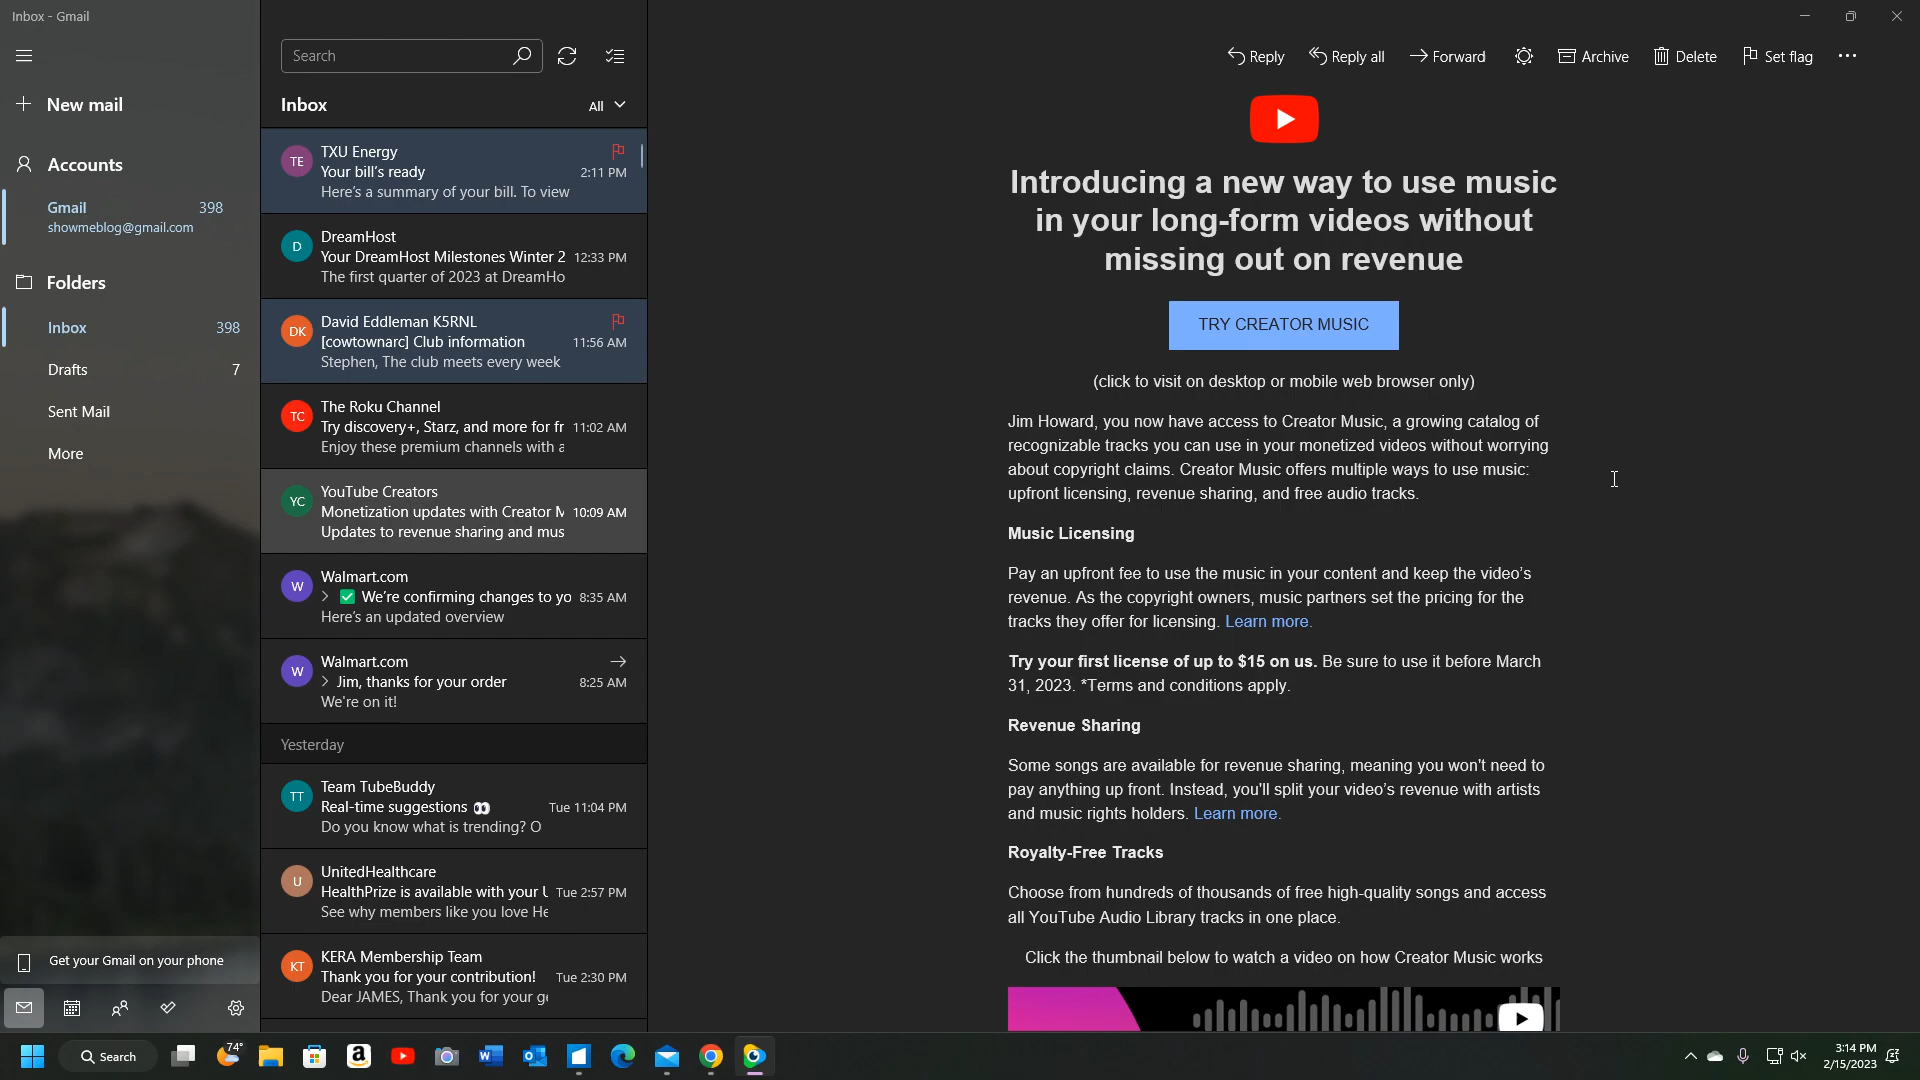 Inbox - Gmail
New mail
Accounts
Gmail 398
showmeblog@gmail.com
Folders
Inbox 398
Drafts 7
Sent Mail
More
Get your Gmail on your phone
Search
Inbox
All
TE
TXU Energy
Your bill's ready 2:11 PM
Here's a summary of your bill. To view
D
DreamHost
Your DreamHost Milestones Winter 2 12:33 PM
The first quarter of 2023 at DreamHo
DK
David Eddleman K5RNL
[cowtownarc] Club information 11:56 AM
Stephen, The club meets every week
TC
The Roku Channel
Try discovery+, Starz, and more for fr 11:02 AM
Enjoy these premium channels with a
YC
YouTube Creators
Monetization updates with Creator M 10:09 AM
Updates to revenue sharing and mus
W
Walmart.com
> ✅ We're confirming changes to yo 8:35 AM
Here's an updated overview
W
Walmart.com
> Jim, thanks for your order 8:25 AM
We're on it!
Yesterday
TT
Team TubeBuddy
Real-time suggestions 👀 Tue 11:04 PM
Do you know what is trending? O
U
UnitedHealthcare
HealthPrize is available with your U Tue 2:57 PM
See why members like you love He
KT
KERA Membership Team
Thank you for your contribution! Tue 2:30 PM
Dear JAMES, Thank you for your ge
Reply Reply all Forward Archive Delete Set flag
Introducing a new way to use music
in your long-form videos without
missing out on revenue
TRY CREATOR MUSIC
(click to visit on desktop or mobile web browser only)
Jim Howard, you now have access to Creator Music, a growing catalog of
recognizable tracks you can use in your monetized videos without worrying
about copyright claims. Creator Music offers multiple ways to use music:
upfront licensing, revenue sharing, and free audio tracks.
Music Licensing
Pay an upfront fee to use the music in your content and keep the video's
revenue. As the copyright owners, music partners set the pricing for the
tracks they offer for licensing. Learn more.
Try your first license of up to $15 on us. Be sure to use it before March
31, 2023. *Terms and conditions apply.
Revenue Sharing
Some songs are available for revenue sharing, meaning you won't need to
pay anything up front. Instead, you'll split your video's revenue with artists
and music rights holders. Learn more.
Royalty-Free Tracks
Choose from hundreds of thousands of free high-quality songs and access
all YouTube Audio Library tracks in one place.
Click the thumbnail below to watch a video on how Creator Music works
Search
74°
3:14 PM
2/15/2023